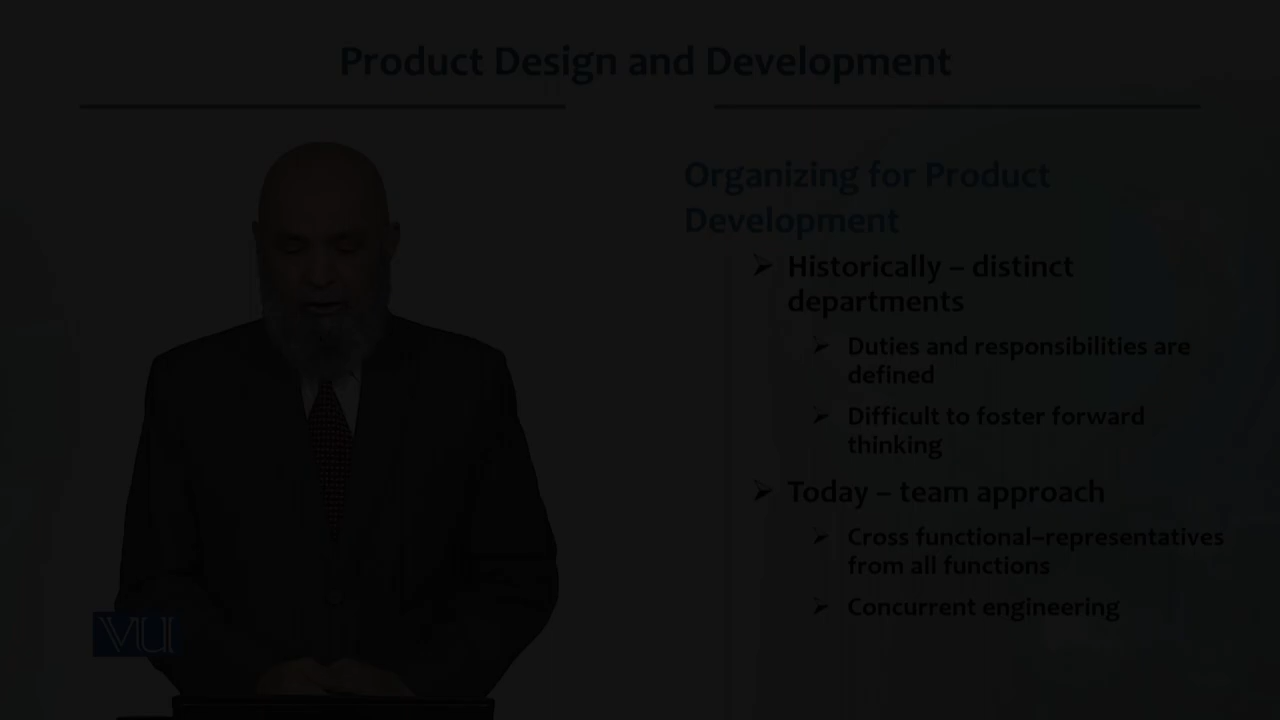 Product Design and Development
Organizing for Product
Development
➢ Historically – distinct
departments
➢ Duties and responsibilities are
defined
➢ Difficult to foster forward
thinking
➢ Today – team approach
➢ Cross functional–representatives
from all functions
➢ Concurrent engineering
VU